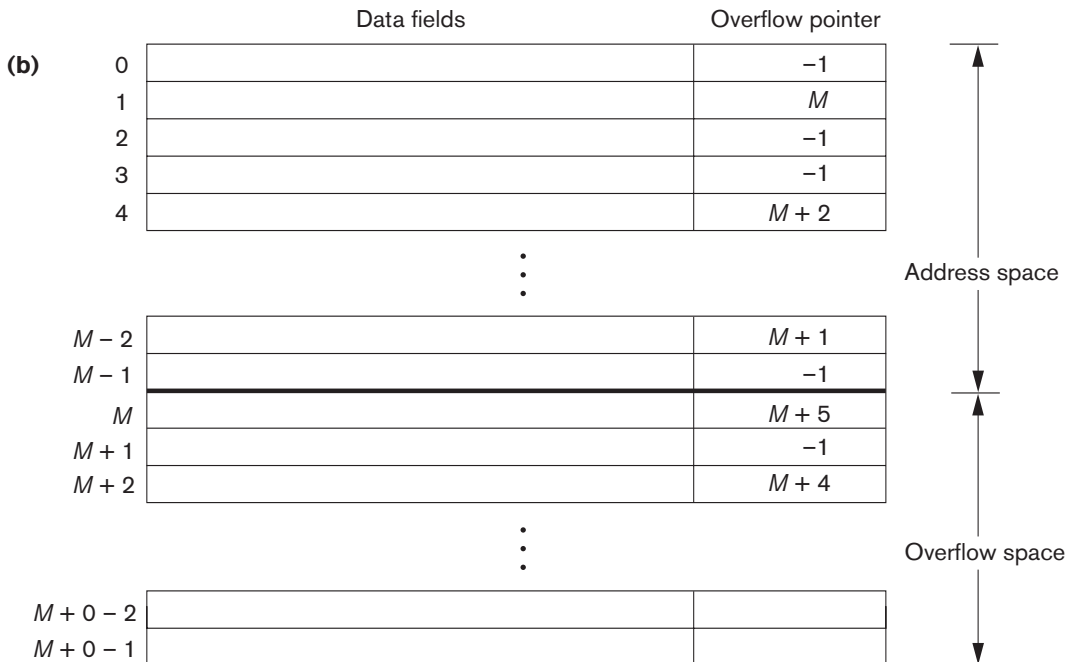 Data fields Overflow pointer
(b) 0 –1
1 M
2 –1
3 –1
4 M + 2
Address space
M – 2 M + 1
M – 1 –1
M M + 5
M + 1 –1
M + 2 M + 4
Overflow space
M + 0 – 2
M + 0 – 1